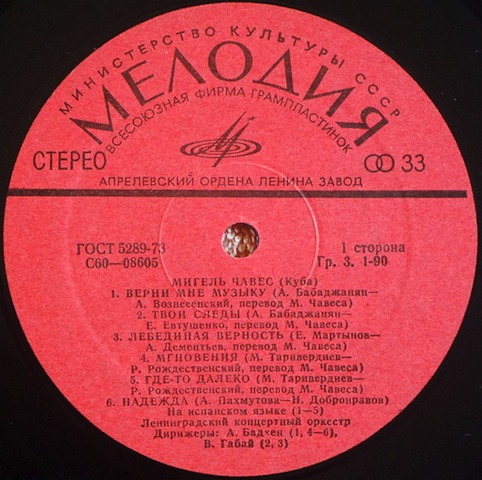 МИНИСТЕРСТВО КУЛЬТУРЫ СССР
МЕЛОДИЯ
ВСЕСОЮЗНАЯ ФИРМА ГРАМПЛАСТИНОК
СТЕРЕО 33
АПРЕЛЕВСКИЙ ОРДЕНА ЛЕНИНА ЗАВОД
ГОСТ 5289-73 1 сторона
С60—08605 Гр. 3. 1-90
МИГЕЛЬ ЧАВЕС (Куба)
1. ВЕРНИ МНЕ МУЗЫКУ (А. Бабаджанян—
А. Вознесенский, перевод М. Чавеса)
2. ТВОИ СЛЕДЫ (А. Бабаджанян—
Е. Евтушенко, перевод М. Чавеса)
3. ЛЕБЕДИНАЯ ВЕРНОСТЬ (Е. Мартынов—
А. Дементьев, перевод М. Чавеса)
4. МГНОВЕНИЯ (М. Таривердиев—
Р. Рождественский, перевод М. Чавеса)
5. ГДЕ-ТО ДАЛЕКО (М. Таривердиев—
Р. Рождественский, перевод М. Чавеса)
6. НАДЕЖДА (А. Пахмутова—Н. Добронравов)
На испанском языке (1—5)
Ленинградский концертный оркестр
Дирижеры: А. Бадхен (1, 4—6),
В. Габай (2, 3)